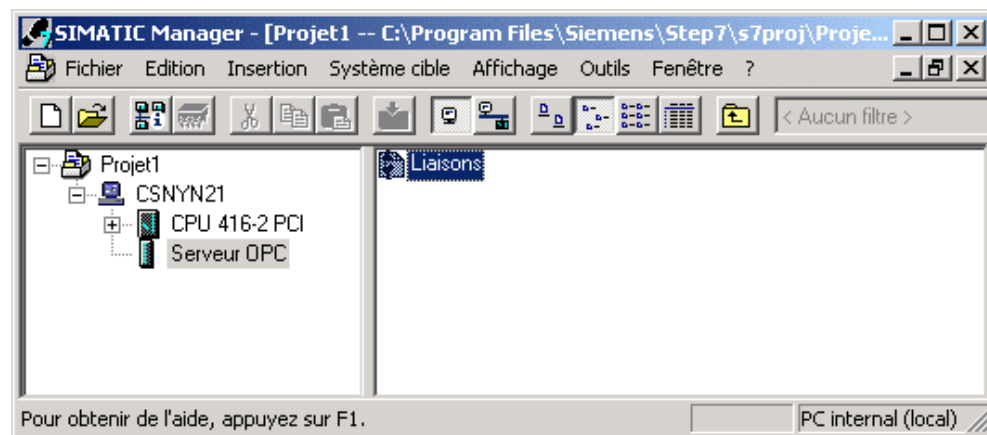 SIMATIC Manager - [Projet1 -- C:\Program Files\Siemens\Step7\s7proj\Proje...
Fichier Edition Insertion Système cible Affichage Outils Fenêtre ?
< Aucun filtre >
Projet1
Liaisons
CSNYN21
CPU 416-2 PCI
Serveur OPC
Pour obtenir de l'aide, appuyez sur F1.
PC internal (local)